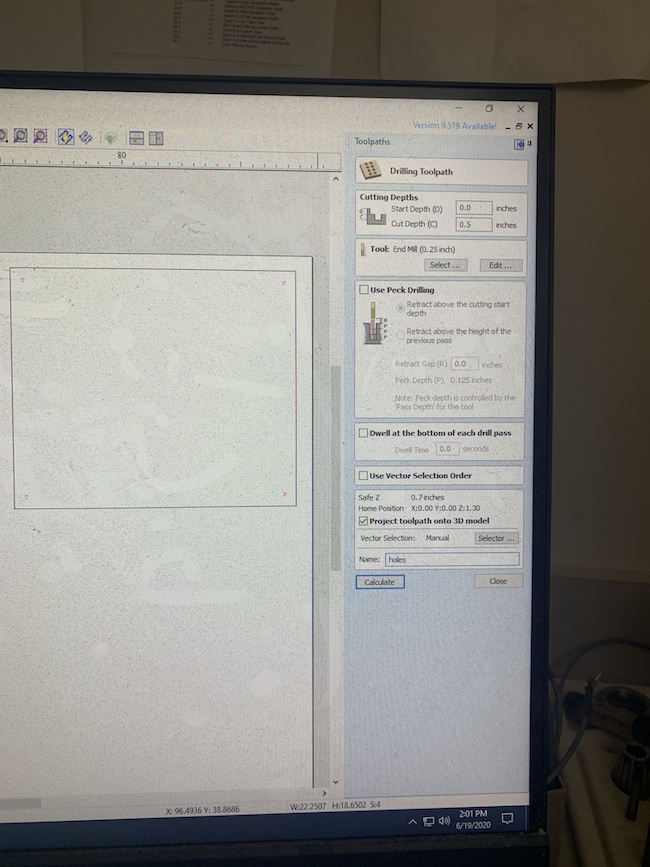 Version 9.519 Available!
Toolpaths
80
Drilling Toolpath
Cutting Depths
Start Depth (D) 0.0 inches
Cut Depth (C) 0.5 inches
Tool: End Mill (0.25 inch)
Select ... Edit ...
Use Peck Drilling
Retract above the cutting start
depth
Retract above the height of the
previous pass
Retract Gap (R) 0.0 inches
Peck Depth (P) 0.125 inches
Note: Peck depth is controlled by the
'Pass Depth' for the tool
Dwell at the bottom of each drill pass
Dwell Time 0.0 seconds
Use Vector Selection Order
Safe Z 0.7 inches
Home Position X:0.00 Y:0.00 Z:1.30
Project toolpath onto 3D model
Vector Selection: Manual Selector ...
Name: holes
Calculate Close
X: 96.4936 Y: 38.8686 W:22.2507 H:18.6502 S:4
2:01 PM
6/19/2020